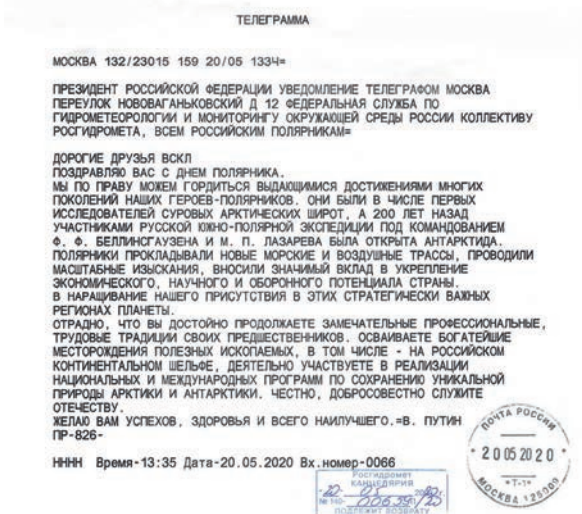 ТЕЛЕГРАММА
МОСКВА 132/23015 159 20/05 1334=
ПРЕЗИДЕНТ РОССИЙСКОЙ ФЕДЕРАЦИИ УВЕДОМЛЕНИЕ ТЕЛЕГРАФОМ МОСКВА
ПЕРЕУЛОК НОВОВАГАНЬКОВСКИЙ Д 12 ФЕДЕРАЛЬНАЯ СЛУЖБА ПО
ГИДРОМЕТЕОРОЛОГИИ И МОНИТОРИНГУ ОКРУЖАЮЩЕЙ СРЕДЫ РОССИИ КОЛЛЕКТИВУ
РОСГИДРОМЕТА, ВСЕМ РОССИЙСКИМ ПОЛЯРНИКАМ=
ДОРОГИЕ ДРУЗЬЯ ВСКЛ
ПОЗДРАВЛЯЮ ВАС С ДНЕМ ПОЛЯРНИКА.
МЫ ПО ПРАВУ МОЖЕМ ГОРДИТЬСЯ ВЫДАЮЩИМИСЯ ДОСТИЖЕНИЯМИ МНОГИХ
ПОКОЛЕНИЙ НАШИХ ГЕРОЕВ-ПОЛЯРНИКОВ. ОНИ БЫЛИ В ЧИСЛЕ ПЕРВЫХ
ИССЛЕДОВАТЕЛЕЙ СУРОВЫХ АРКТИЧЕСКИХ ШИРОТ, А 200 ЛЕТ НАЗАД
УЧАСТНИКАМИ РУССКОЙ ЮЖНО-ПОЛЯРНОЙ ЭКСПЕДИЦИИ ПОД КОМАНДОВАНИЕМ
Ф. Ф. БЕЛЛИНСГАУЗЕНА И М. П. ЛАЗАРЕВА БЫЛА ОТКРЫТА АНТАРКТИДА.
ПОЛЯРНИКИ ПРОКЛАДЫВАЛИ НОВЫЕ МОРСКИЕ И ВОЗДУШНЫЕ ТРАССЫ, ПРОВОДИЛИ
МАСШТАБНЫЕ ИЗЫСКАНИЯ, ВНОСИЛИ ЗНАЧИМЫЙ ВКЛАД В УКРЕПЛЕНИЕ
ЭКОНОМИЧЕСКОГО, НАУЧНОГО И ОБОРОННОГО ПОТЕНЦИАЛА СТРАНЫ.
В НАРАЩИВАНИЕ НАШЕГО ПРИСУТСТВИЯ В ЭТИХ СТРАТЕГИЧЕСКИ ВАЖНЫХ
РЕГИОНАХ ПЛАНЕТЫ.
ОТРАДНО, ЧТО ВЫ ДОСТОЙНО ПРОДОЛЖАЕТЕ ЗАМЕЧАТЕЛЬНЫЕ ПРОФЕССИОНАЛЬНЫЕ,
ТРУДОВЫЕ ТРАДИЦИИ СВОИХ ПРЕДШЕСТВЕННИКОВ. ОСВАИВАЕТЕ БОГАТЕЙШИЕ
МЕСТОРОЖДЕНИЯ ПОЛЕЗНЫХ ИСКОПАЕМЫХ, В ТОМ ЧИСЛЕ - НА РОССИЙСКОМ
КОНТИНЕНТАЛЬНОМ ШЕЛЬФЕ, ДЕЯТЕЛЬНО УЧАСТВУЕТЕ В РЕАЛИЗАЦИИ
НАЦИОНАЛЬНЫХ И МЕЖДУНАРОДНЫХ ПРОГРАММ ПО СОХРАНЕНИЮ УНИКАЛЬНОЙ
ПРИРОДЫ АРКТИКИ И АНТАРКТИКИ. ЧЕСТНО, ДОБРОСОВЕСТНО СЛУЖИТЕ
ОТЕЧЕСТВУ.
ЖЕЛАЮ ВАМ УСПЕХОВ, ЗДОРОВЬЯ И ВСЕГО НАИЛУЧШЕГО.=В. ПУТИН
ПР-826-
НННН Время-13:35 Дата-20.05.2020 Вх.номер-0066
ПОЧТА РОССИИ
20 05 2020
*Т-1*
МОСКВА 125009
Росгидромет
КАНЦЕЛЯРИЯ
ПОДЛЕЖИТ ВОЗВРАТУ